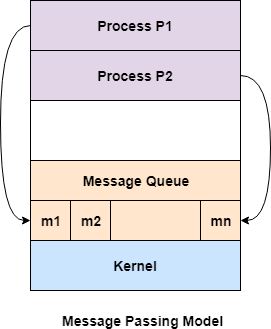 Process P1
Process P2
Message Queue
m1 m2 mn
Kernel
Message Passing Model